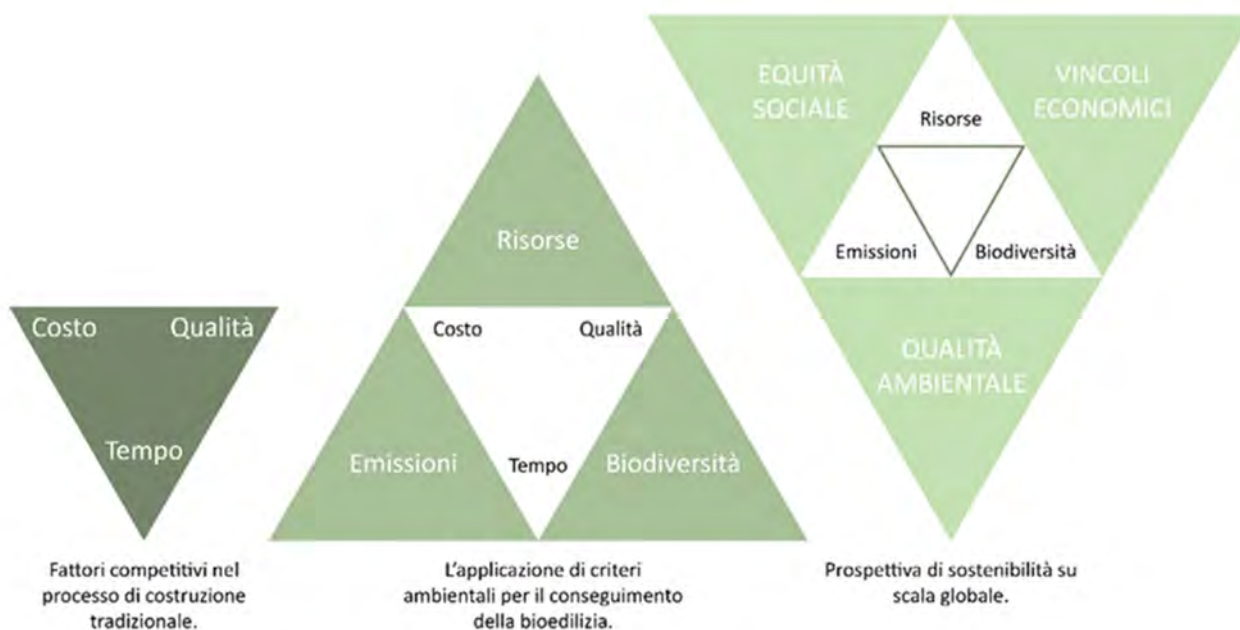 Costo Qualità
Tempo
Fattori competitivi nel
processo di costruzione
tradizionale.
Risorse
Costo Qualità
Emissioni Tempo Biodiversità
L'applicazione di criteri
ambientali per il conseguimento
della bioedilizia.
EQUITÀ
SOCIALE
VINCOLI
ECONOMICI
Risorse
Emissioni Biodiversità
QUALITÀ
AMBIENTALE
Prospettiva di sostenibilità su
scala globale.